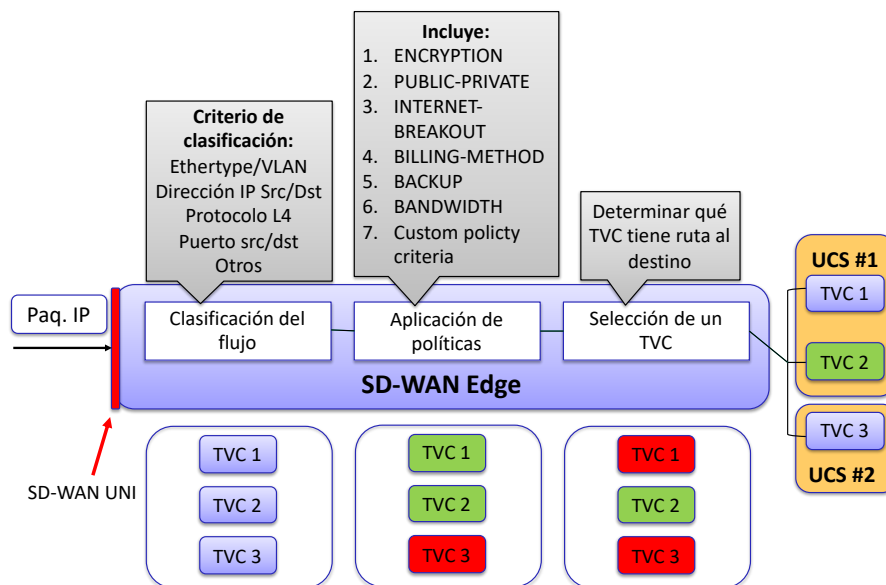 Incluye:
1. ENCRYPTION
2. PUBLIC-PRIVATE
3. INTERNET-
BREAKOUT
4. BILLING-METHOD
5. BACKUP
6. BANDWIDTH
7. Custom policty
criteria
Criterio de
clasificación:
Ethertype/VLAN
Dirección IP Src/Dst
Protocolo L4
Puerto src/dst
Otros
Determinar qué
TVC tiene ruta al
destino
Paq. IP
Clasificación del
flujo
Aplicación de
políticas
Selección de un
TVC
SD-WAN Edge
UCS #1
TVC 1
TVC 2
TVC 3
UCS #2
SD-WAN UNI
TVC 1
TVC 2
TVC 3
TVC 1
TVC 2
TVC 3
TVC 1
TVC 2
TVC 3